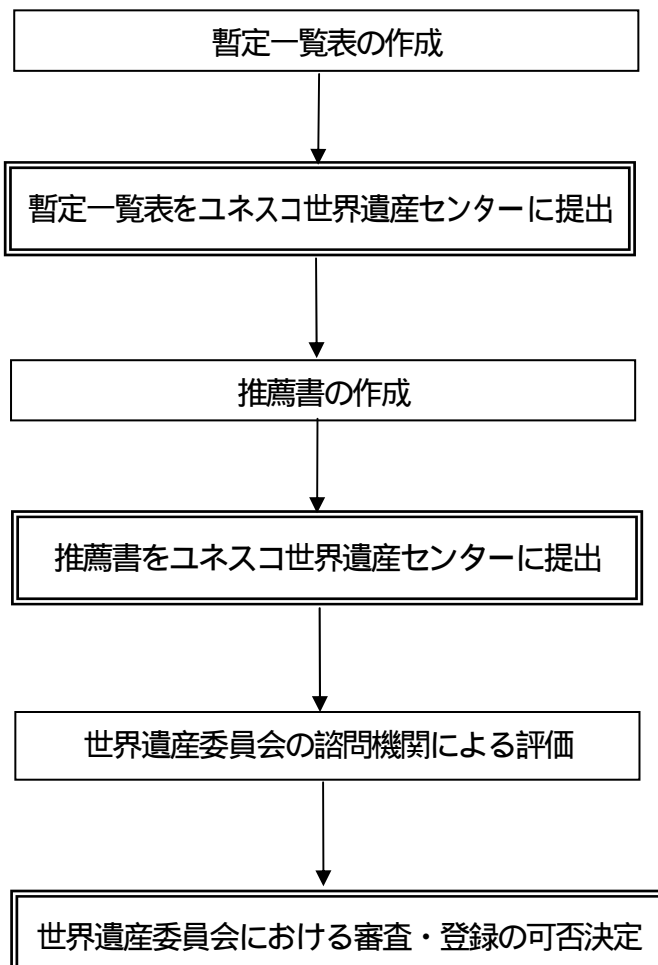 暫定一覧表の作成
暫定一覧表をユネスコ世界遺産センターに提出
推薦書の作成
推薦書をユネスコ世界遺産センターに提出
世界遺産委員会の諮問機関による評価
世界遺産委員会における審査・登録の可否決定